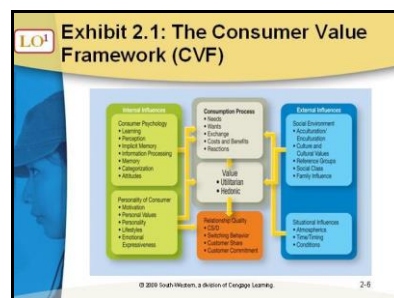 LO1
Exhibit 2.1: The Consumer Value
Framework (CVF)
Internal Influences
Consumer Psychology
• Learning
• Perception
• Implicit Memory
• Information Processing
• Memory
• Categorization
• Attitudes
Personality of Consumer
• Motivation
• Personal Values
• Personality
• Lifestyles
• Emotional
Expressiveness
Consumption Process
• Needs
• Wants
• Exchange
• Costs and Benefits
• Reactions
Value
• Utilitarian
• Hedonic
Relationship Quality
• CS/D
• Switching Behavior
• Customer Share
• Customer Commitment
External Influences
Social Environment
• Acculturation/
Enculturation
• Culture and
Cultural Values
• Reference Groups
• Social Class
• Family Influence
Situational Influences
• Atmospherics
• Time/Timing
• Conditions
© 2009 South-Western, a division of Cengage Learning.
2-6